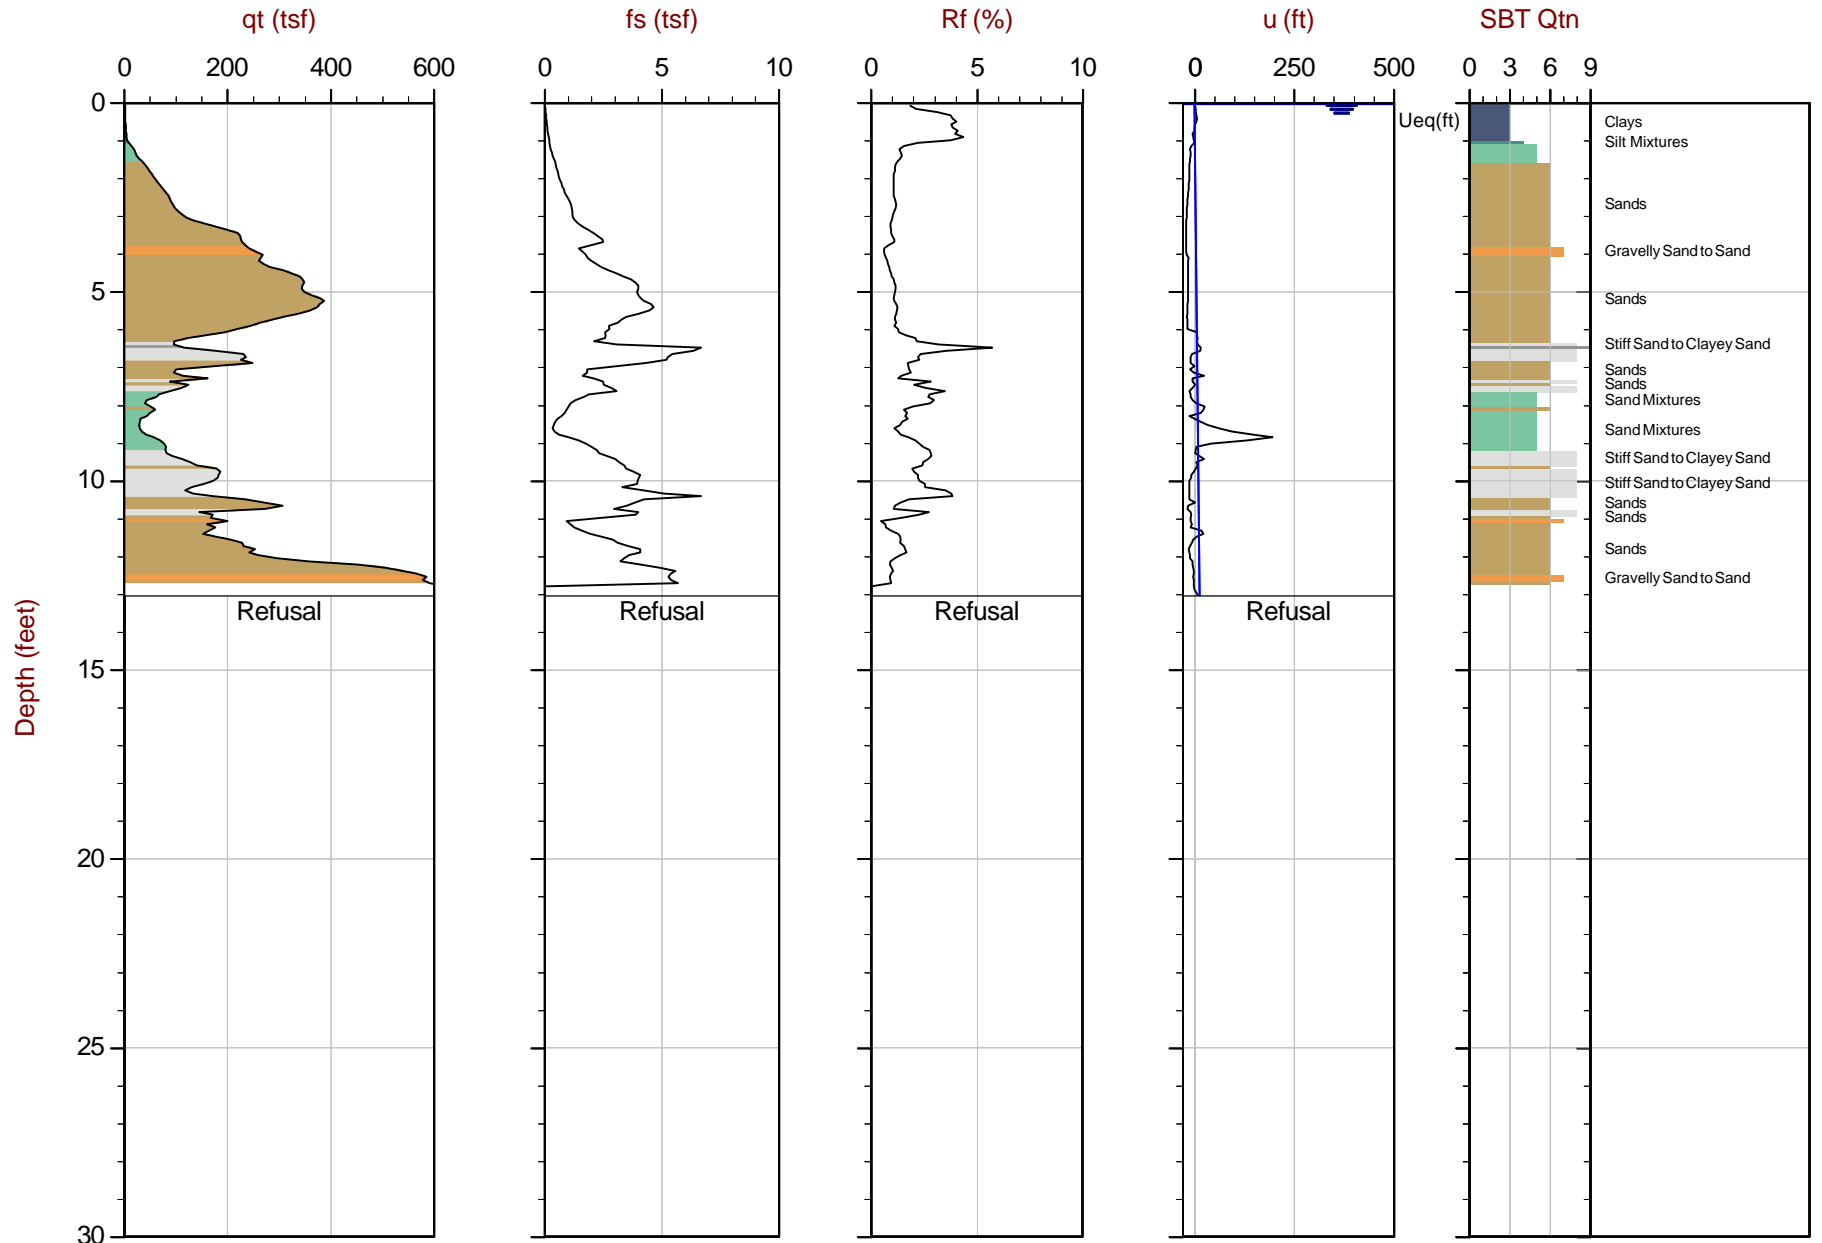 qt (tsf) fs (tsf) Rf (%) u (ft) SBT Qtn
0 200 400 600 0 5 10 0 5 10 0 250 500 0 3 6 9
0
Ueq(ft)
Clays
Silt Mixtures
Sands
Gravelly Sand to Sand
5
Sands
Stiff Sand to Clayey Sand
Sands
Sands
Sand Mixtures
Sand Mixtures
Stiff Sand to Clayey Sand
10
Stiff Sand to Clayey Sand
Sands
Sands
Sands
Gravelly Sand to Sand
Refusal Refusal Refusal Refusal
Depth (feet)
15
20
25
30